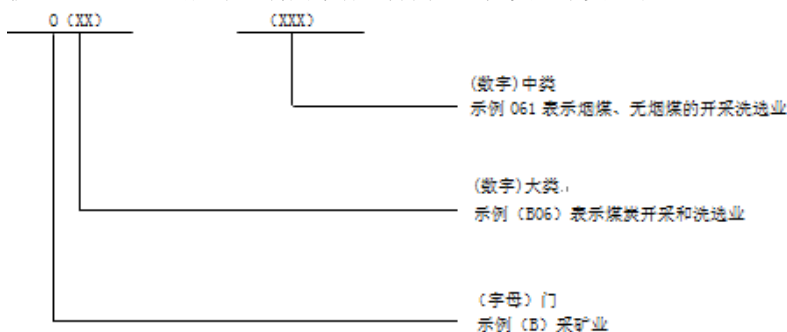 O（XX） （XXX）
(数字)中类
示例 061 表示烟煤、无烟煤的开采洗选业
(数字)大类.
示例（B06）表示煤炭开采和洗选业
（字母）门
示例（B）采矿业